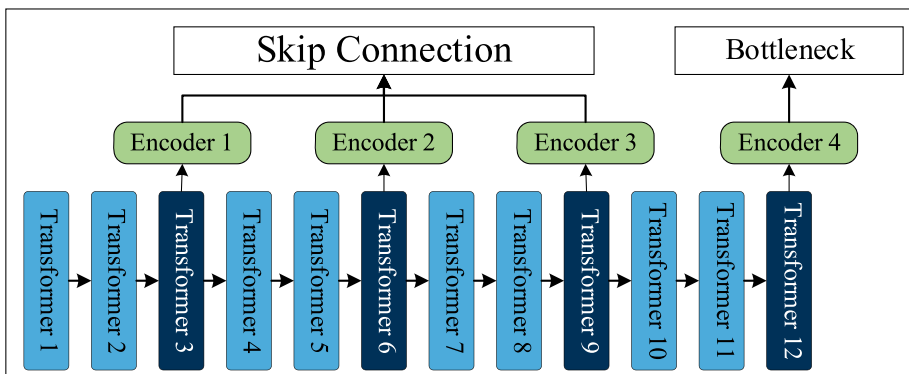 Skip Connection
Bottleneck
Encoder 1
Encoder 2
Encoder 3
Encoder 4
Transformer 1
Transformer 2
Transformer 3
Transformer 4
Transformer 5
Transformer 6
Transformer 7
Transformer 8
Transformer 9
Transformer 10
Transformer 11
Transformer 12